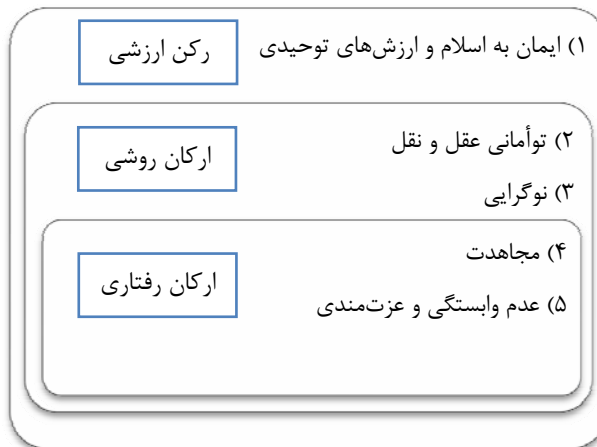 ۱) ایمان به اسلام و ارزش‌های توحیدی
رکن ارزشی
۲) توأمانی عقل و نقل
ارکان روشی
۳) نوگرایی
۴) مجاهدت
ارکان رفتاری
۵) عدم وابستگی و عزت‌مندی